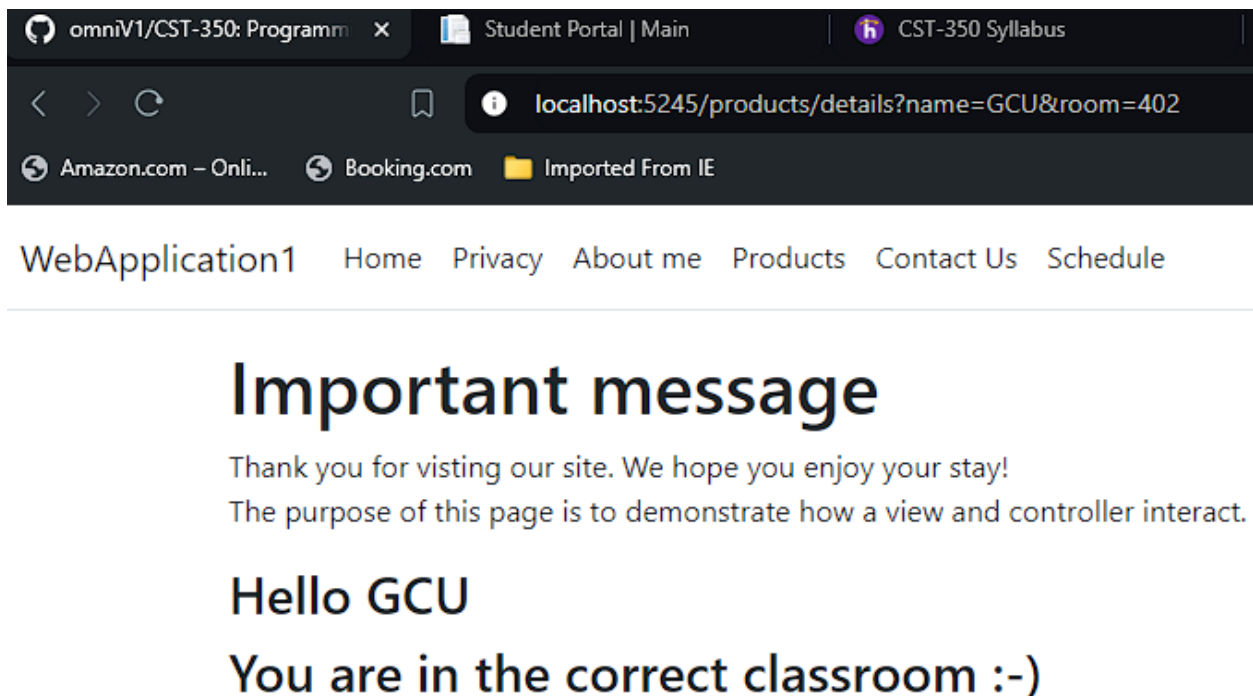 omniV1/CST-350: Programm Student Portal | Main CST-350 Syllabus
localhost:5245/products/details?name=GCU&room=402
Amazon.com – Onli... Booking.com Imported From IE
WebApplication1 Home Privacy About me Products Contact Us Schedule
Important message
Thank you for visting our site. We hope you enjoy your stay!
The purpose of this page is to demonstrate how a view and controller interact.
Hello GCU
You are in the correct classroom :-)